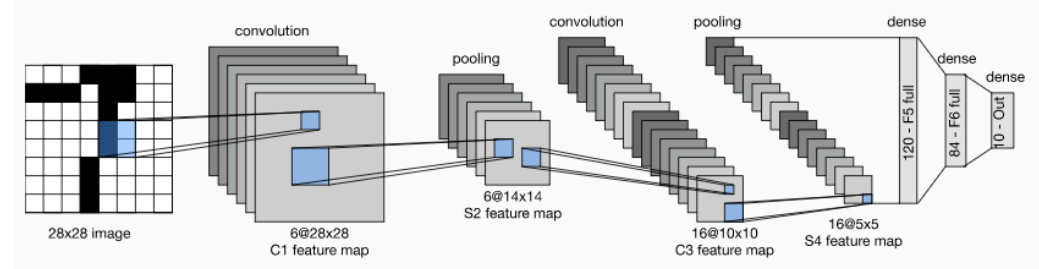 convolution
pooling
convolution
pooling
dense
dense
dense
120 - F5 full
84 - F6 full
10 - Out
28x28 image
6@28x28
C1 feature map
6@14x14
S2 feature map
16@10x10
C3 feature map
16@5x5
S4 feature map